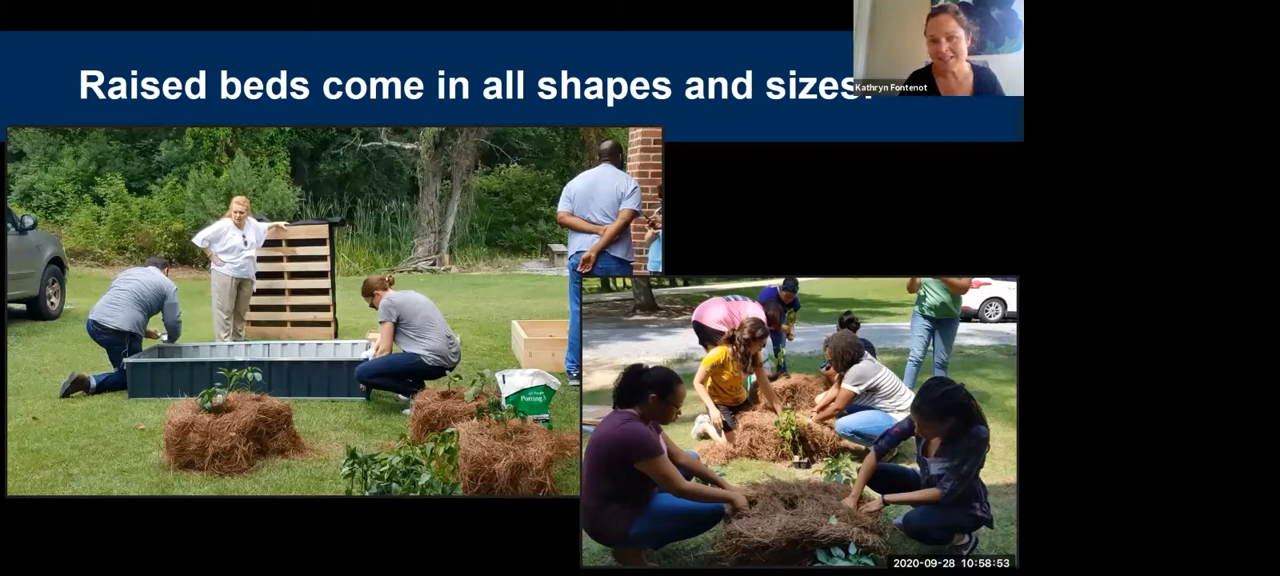 Raised beds come in all shapes and sizes.
Kathryn Fontenot
Potting
2020-09-28 10:58:53